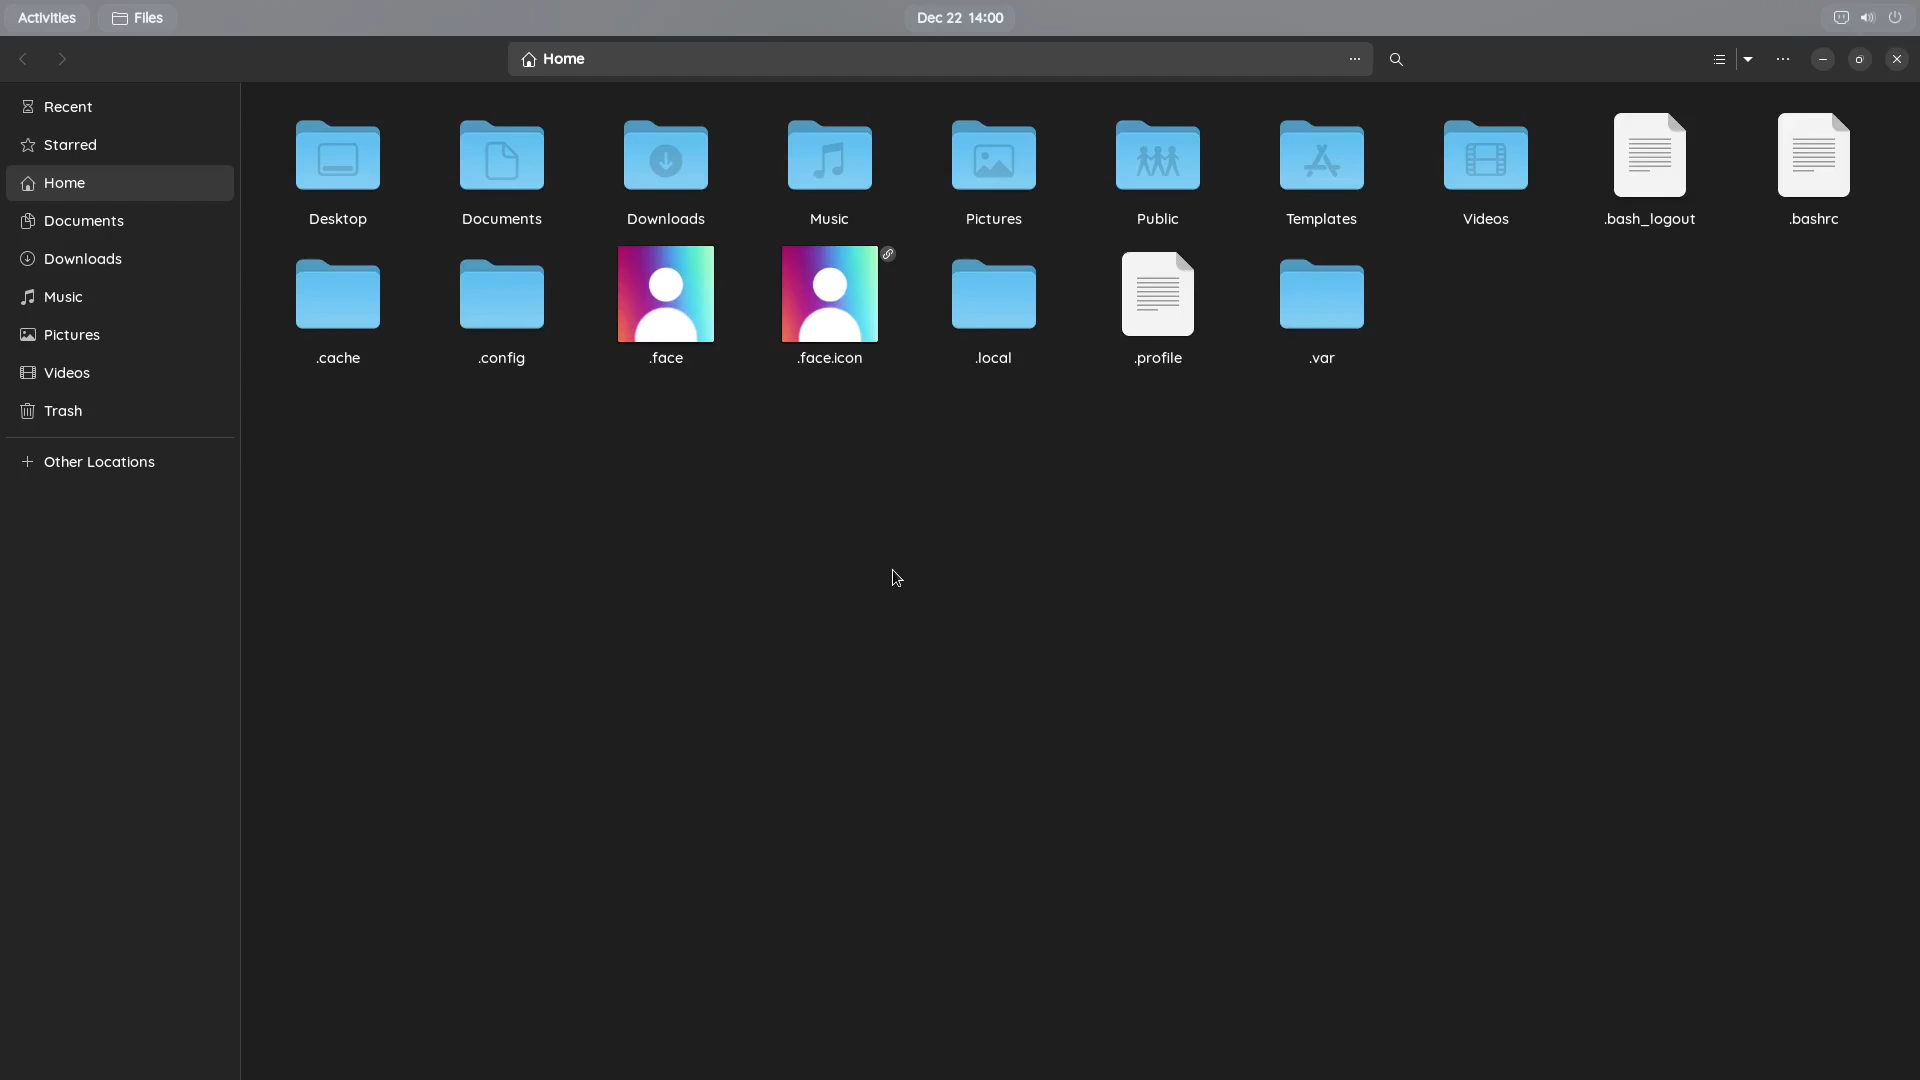 Activities
Files
Dec 22 14:00
Home
Recent
Starred
Home
Documents
Downloads
Music
Pictures
Videos
Trash
Other Locations
Desktop
Documents
Downloads
Music
Pictures
Public
Templates
Videos
.bash_logout
.bashrc
.cache
.config
.face
.face.icon
.local
.profile
.var